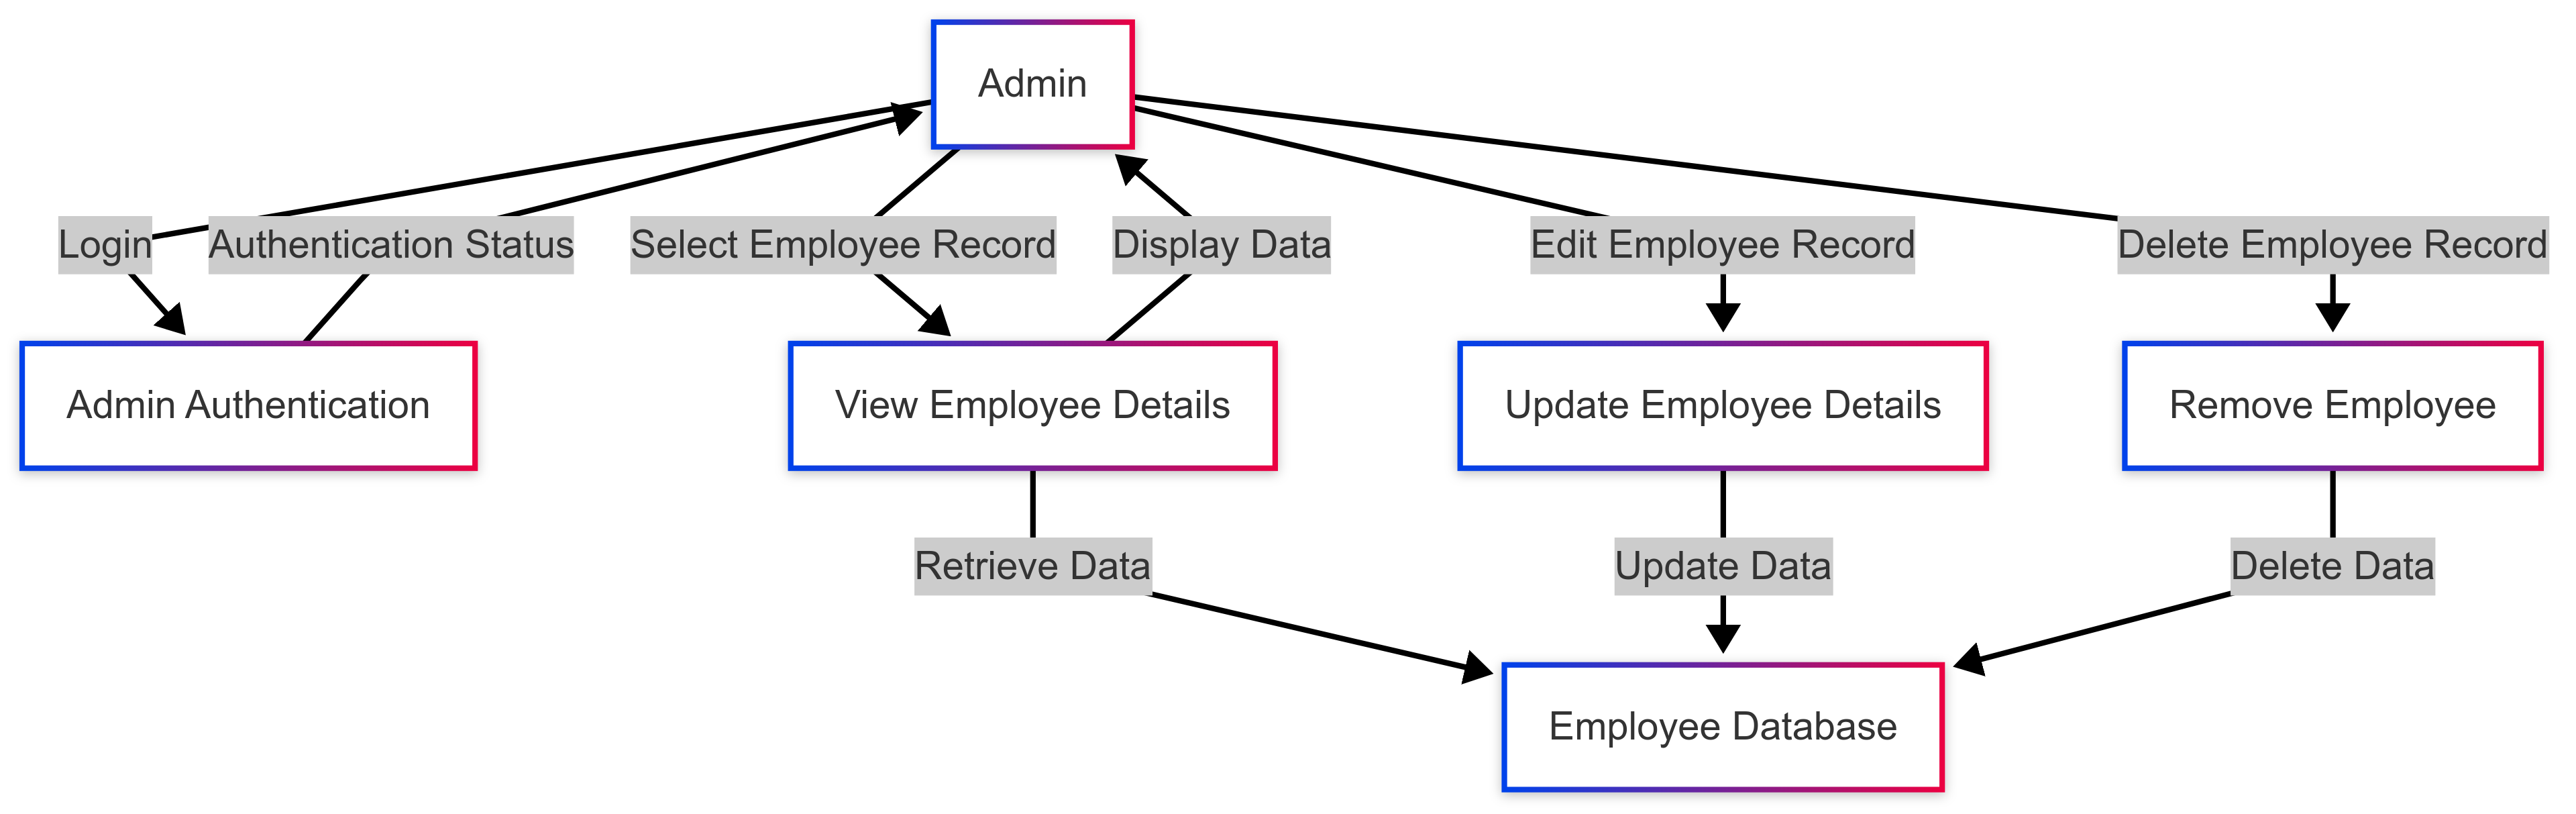 Admin
Login
Authentication Status
Select Employee Record
Display Data
Edit Employee Record
Delete Employee Record
Admin Authentication
View Employee Details
Update Employee Details
Remove Employee
Retrieve Data
Update Data
Delete Data
Employee Database